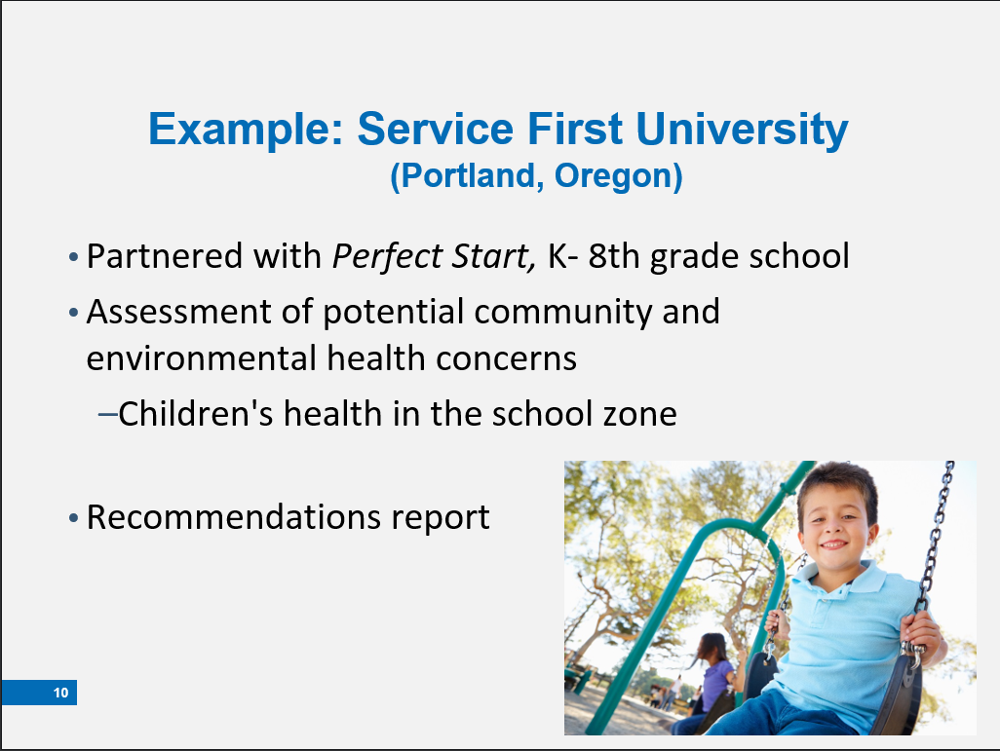 Example: Service First University
(Portland, Oregon)
• Partnered with Perfect Start, K- 8th grade school
• Assessment of potential community and
environmental health concerns
–Children's health in the school zone
• Recommendations report
10